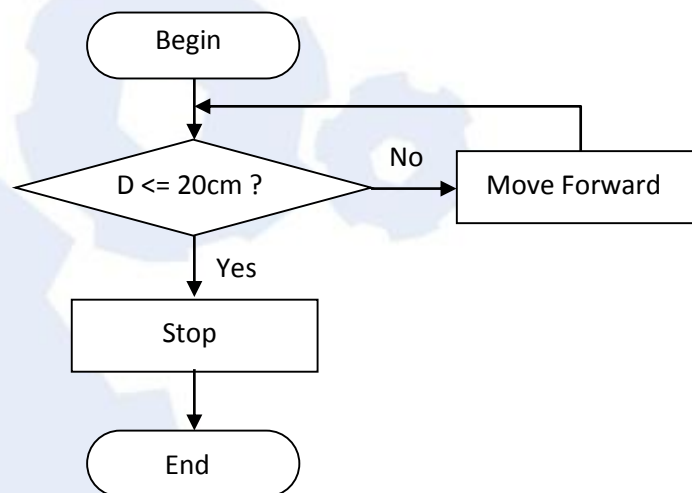 Begin
D <= 20cm ?
No
Move Forward
Yes
Stop
End